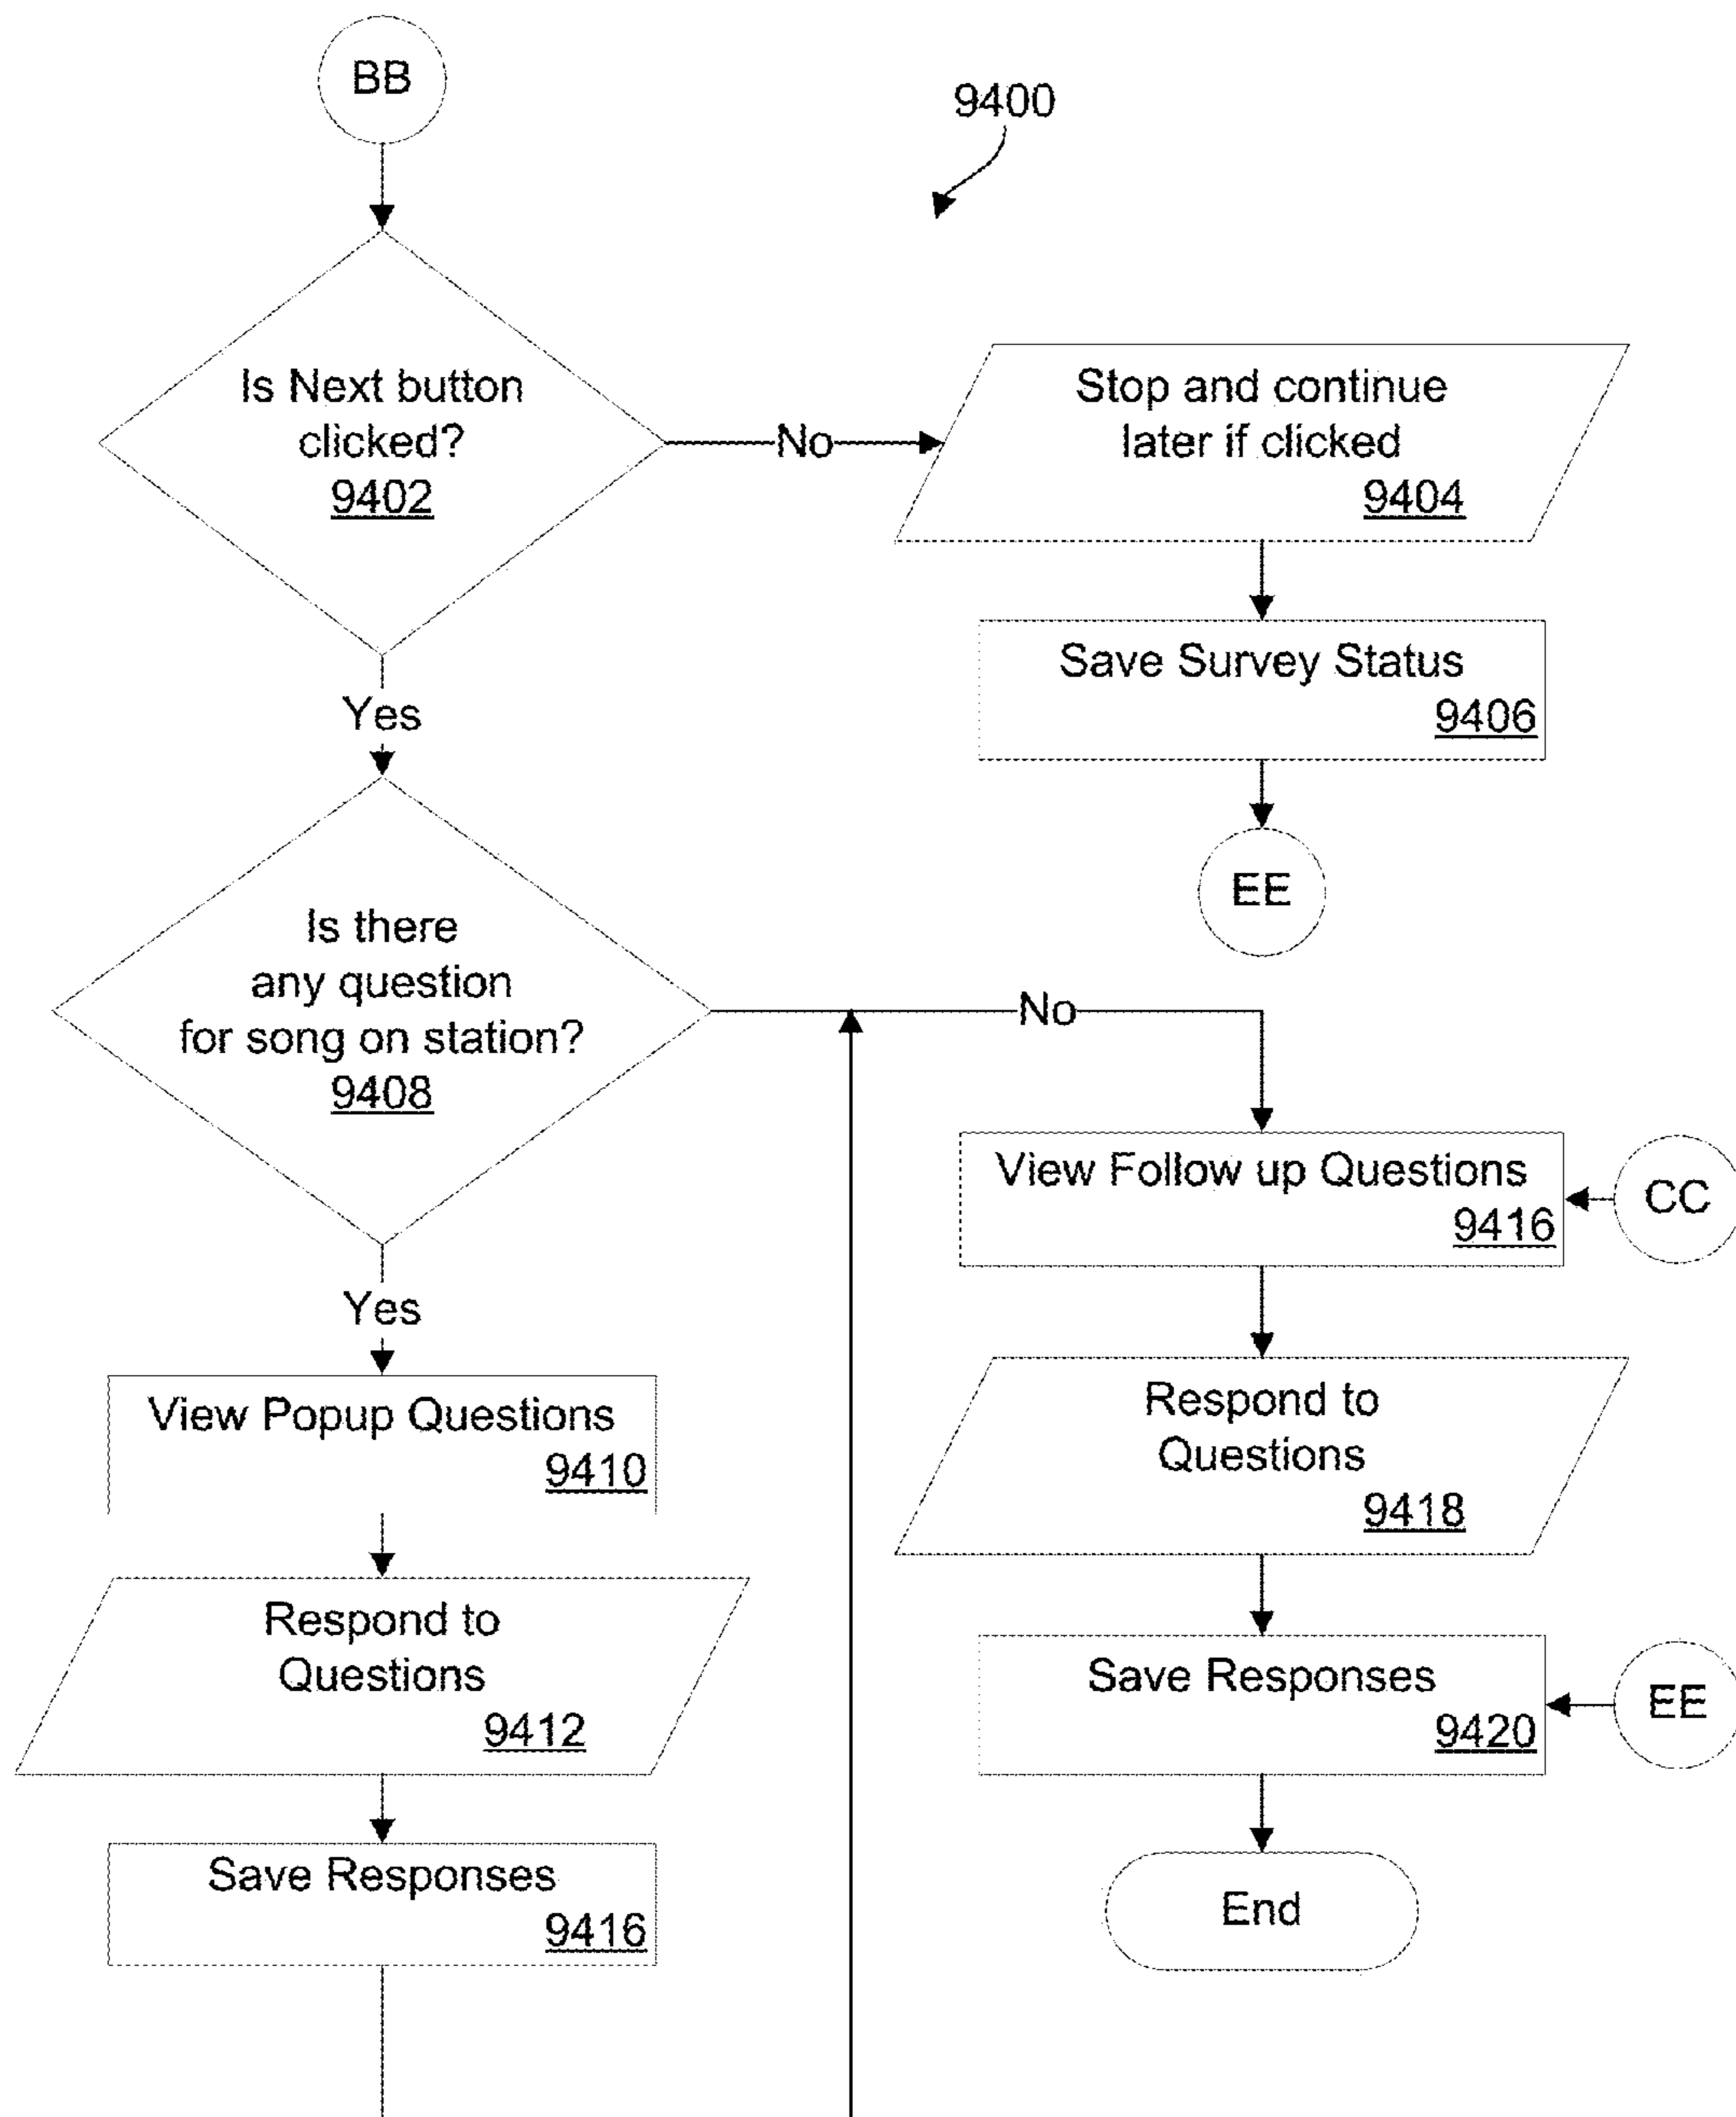 BB
9400
Is Next button
clicked?
9402
No
Stop and continue
later if clicked
9404
Save Survey Status
9406
EE
Yes
Is there
any question
for song on station?
9408
No
View Follow up Questions
9416
CC
Yes
View Popup Questions
9410
Respond to
Questions
9418
Respond to
Questions
9412
Save Responses
9420
EE
Save Responses
9416
End